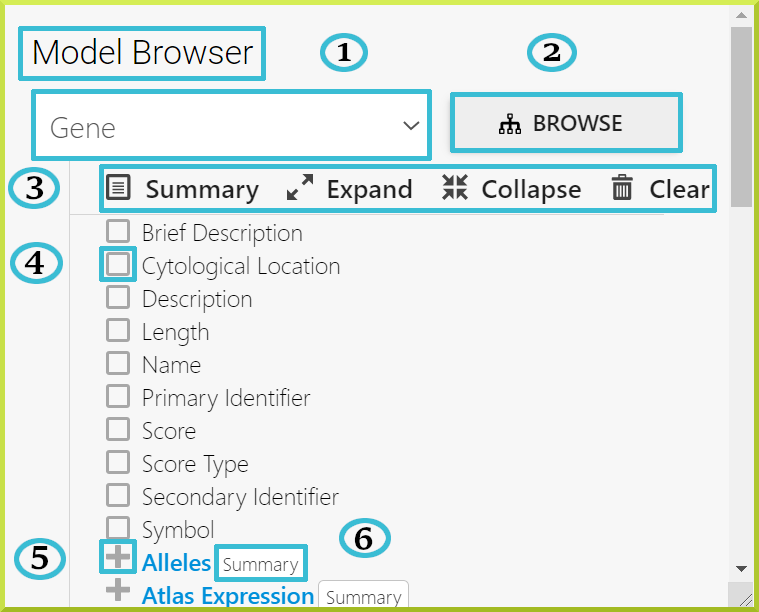 Model Browser 1 2
Gene BROWSE
3 Summary Expand Collapse Clear
Brief Description
4 Cytological Location
Description
Length
Name
Primary Identifier
Score
Score Type
Secondary Identifier
Symbol 6
5 Alleles Summary
Atlas Expression Summary